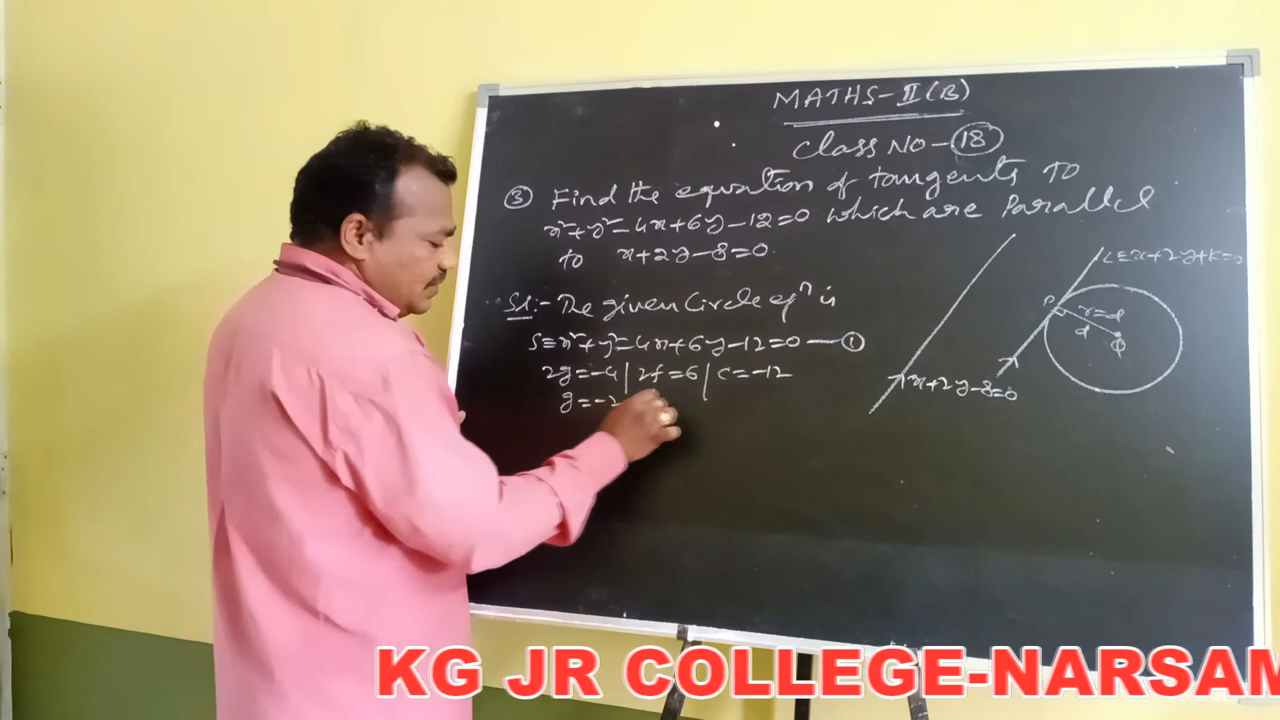 MATHS-II(B)
Class NO-18
③ Find the equation of tangents to
x²+y²-4x+6y-12=0 which are Parallel
to x+2y-8=0
Sol:- The given Circle eqⁿ is
S≡x²+y²-4x+6y-12=0 —①
2g=-4 | 2f=6 | c=-12
g=-2
L≡x+2y+K=0
P
r=d
d
x+2y-8=0
KG JR COLLEGE-NARSAM